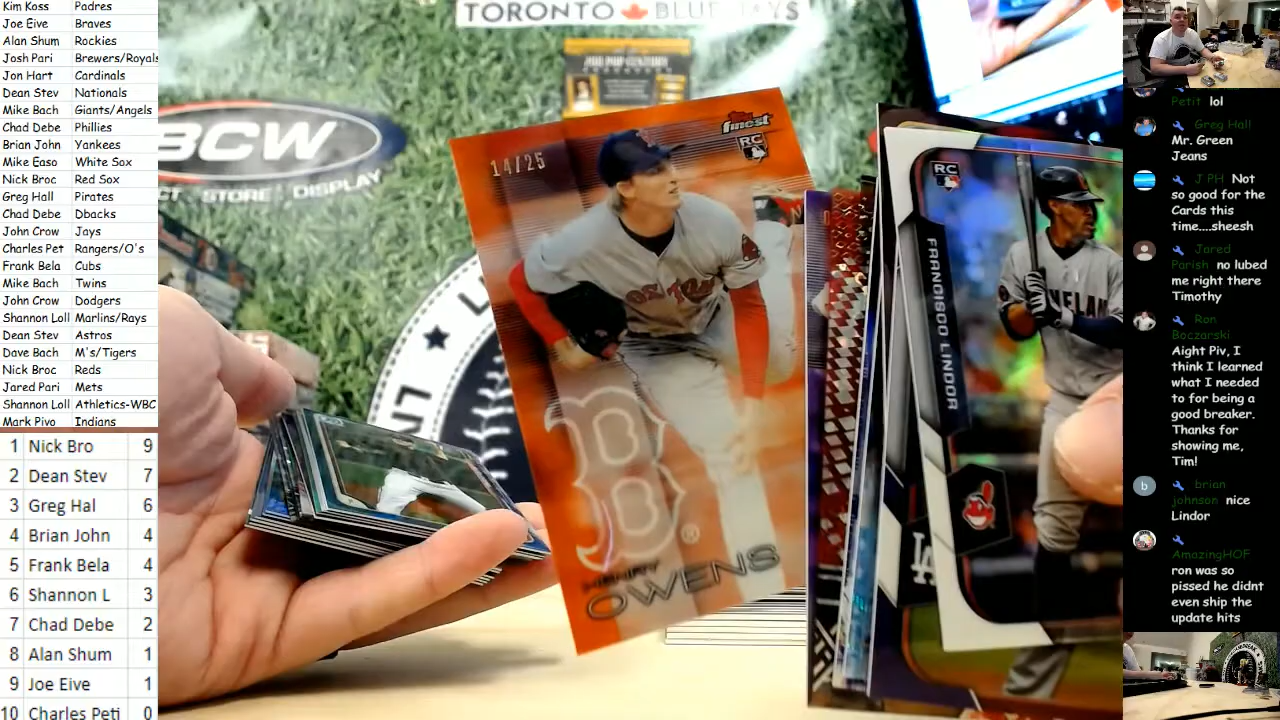 Kim Koss Padres
Joe Eive Braves
Alan Shum Rockies
Josh Pari Brewers/Royals
Jon Hart Cardinals
Dean Stev Nationals
Mike Bach Giants/Angels
Chad Debe Phillies
Brian John Yankees
Mike Easo White Sox
Nick Broc Red Sox
Greg Hall Pirates
Chad Debe Dbacks
John Crow Jays
Charles Pet Rangers/O's
Frank Bela Cubs
Mike Bach Twins
John Crow Dodgers
Shannon Loll Marlins/Rays
Dean Stev Astros
Dave Bach M's/Tigers
Nick Broc Reds
Jared Pari Mets
Shannon Loll Athletics-WBC
Mark Pivo Indians
1 Nick Bro 9
2 Dean Stev 7
3 Greg Hal 6
4 Brian John 4
5 Frank Bela 4
6 Shannon L 3
7 Chad Debe 2
8 Alan Shum 1
9 Joe Eive 1
10 Charles Peti 0
TORONTO BLUE JAYS
BCW
CT . STORE / DISPLAY
14/25
Topps
finest
RC
B
HENRY
OWENS
RC
FRANCISCO LINDOR
LA
Petit lol
Greg Hall
Mr. Green
Jeans
J PH Not
so good for the
Cards this
time....sheesh
Jared
Parish no lubed
me right there
Timothy
Ron
Boczarski
Aight Piv, I
think I learned
what I needed
to for being a
good breaker.
Thanks for
showing me,
Tim!
b
brian
johnson nice
Lindor
AmazingHOF
ron was so
pissed he didnt
even ship the
update hits